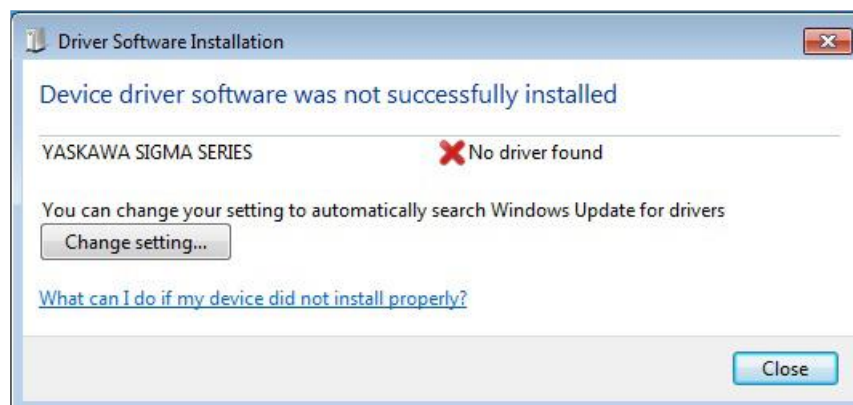 Driver Software Installation
Device driver software was not successfully installed
YASKAWA SIGMA SERIES No driver found
You can change your setting to automatically search Windows Update for drivers
Change setting...
What can I do if my device did not install properly?
Close